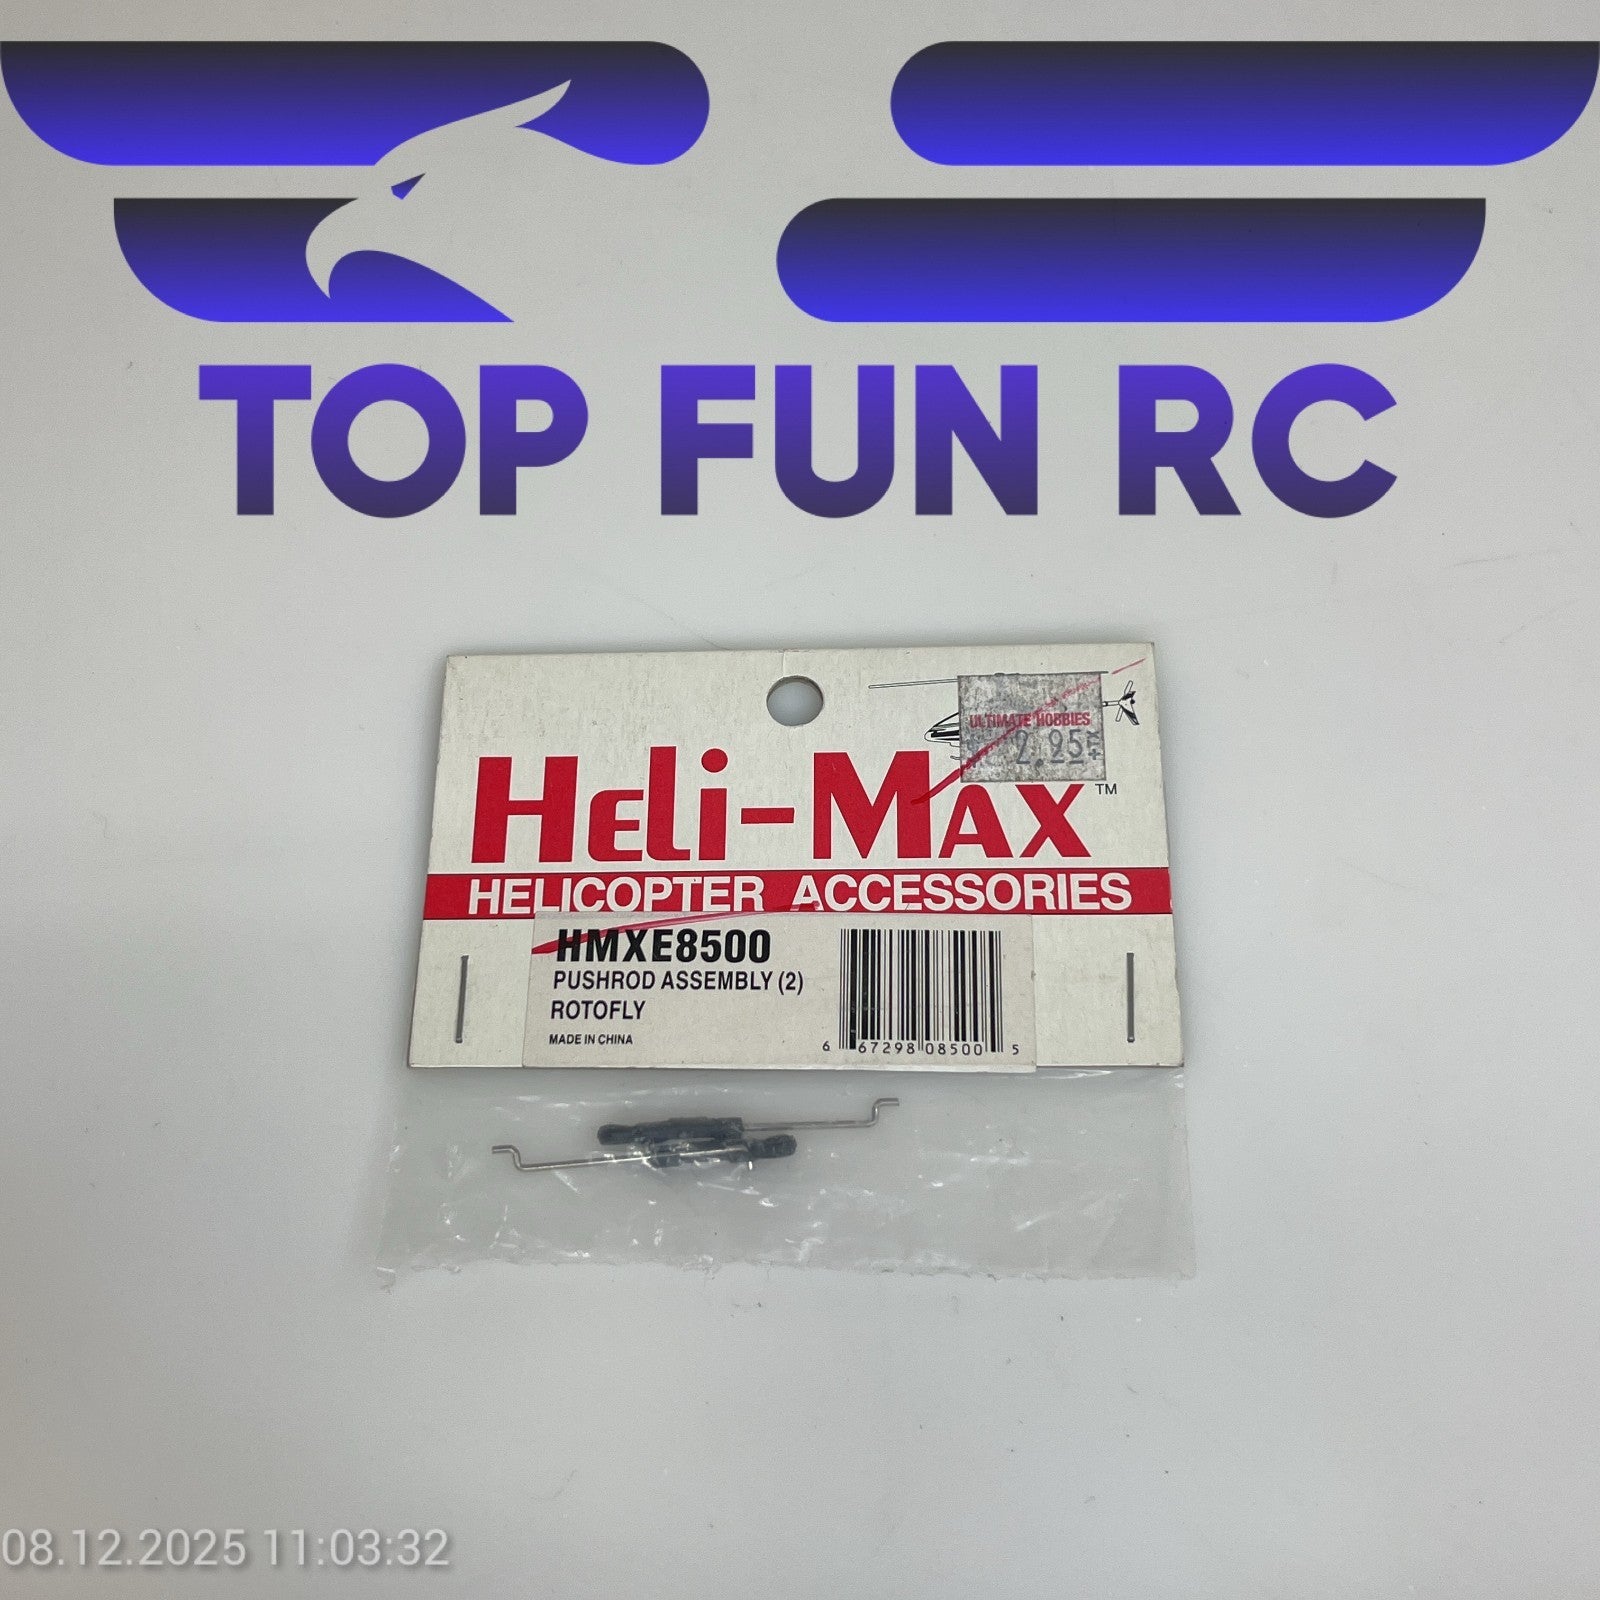 TOP FUN RC
ULTIMATE HOBBIES
2.95
Heli-Max™
HELICOPTER ACCESSORIES
HMXE8500
PUSHROD ASSEMBLY (2)
ROTOFLY
MADE IN CHINA
6 67298 08500 5
08.12.2025 11:03:32